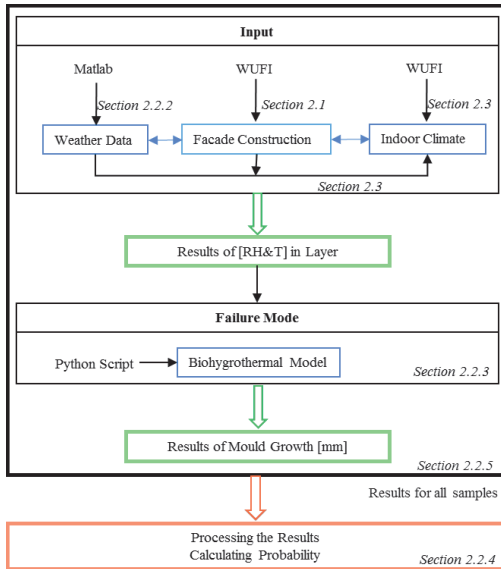 Input
Matlab WUFI WUFI
Section 2.2.2 Section 2.1 Section 2.3
Weather Data Facade Construction Indoor Climate
Section 2.3
Results of [RH&T] in Layer
Failure Mode
Python Script Biohygrothermal Model
Section 2.2.3
Results of Mould Growth [mm]
Section 2.2.5
Results for all samples
Processing the Results
Calculating Probability
Section 2.2.4